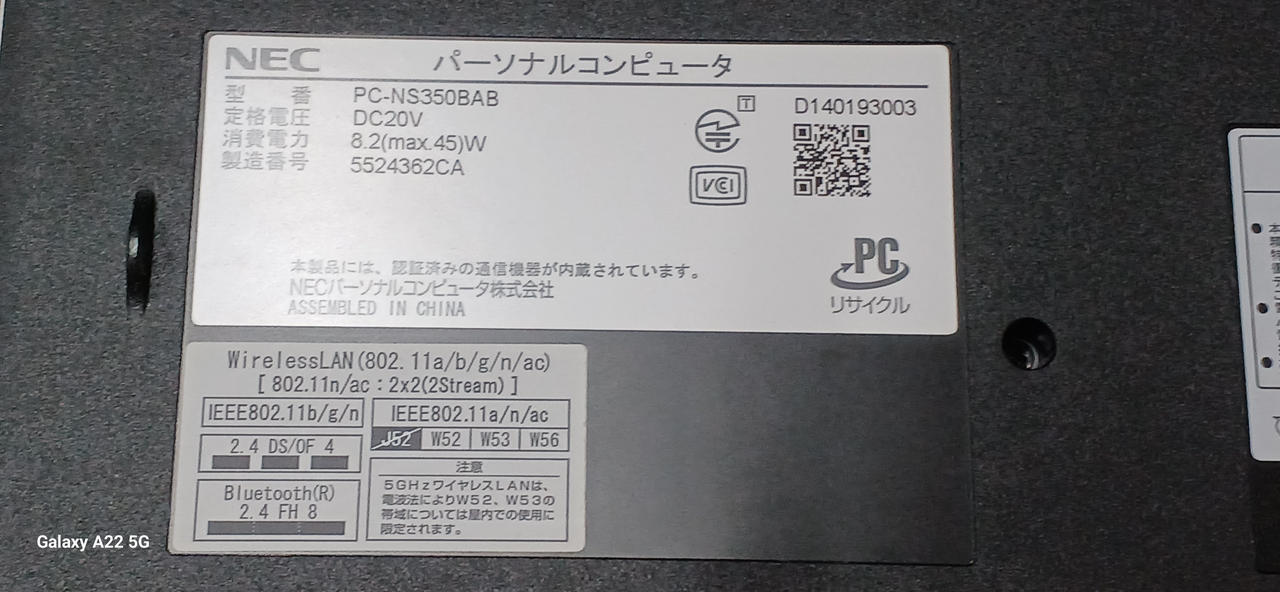 NEC パーソナルコンピュータ
型 番 PC-NS350BAB
定格電圧 DC20V
消費電力 8.2(max.45)W
製造番号 5524362CA
T
D140193003
VCI
本製品には、認証済みの通信機器が内蔵されています。
NECパーソナルコンピュータ株式会社
ASSEMBLED IN CHINA
PC
リサイクル
WirelessLAN(802.11a/b/g/n/ac)
[ 802.11n/ac：2x2(2Stream) ]
IEEE802.11b/g/n
IEEE802.11a/n/ac
J52 W52 W53 W56
2.4 DS/OF 4
Bluetooth(R)
2.4 FH 8
注意
5GHzワイヤレスLANは、
電波法によりW52、W53の
帯域については屋内での使用に
限定されます。
Galaxy A22 5G